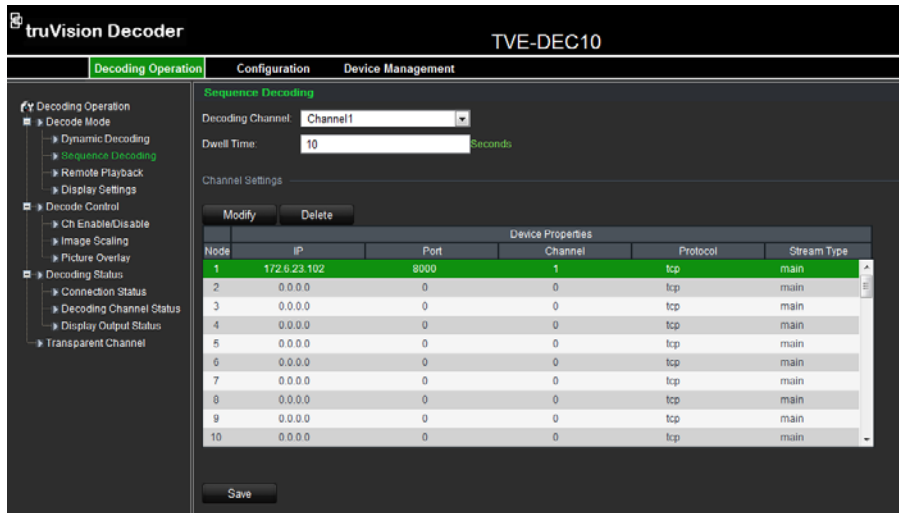 truVision Decoder
TVE-DEC10
Decoding Operation Configuration Device Management
Decoding Operation
Decode Mode
Dynamic Decoding
Sequence Decoding
Remote Playback
Display Settings
Decode Control
Ch Enable/Disable
Image Scaling
Picture Overlay
Decoding Status
Connection Status
Decoding Channel Status
Display Output Status
Transparent Channel
Sequence Decoding
Decoding Channel: Channel1
Dwell Time: 10 Seconds
Channel Settings
Modify Delete
Device Properties
Node IP Port Channel Protocol Stream Type
1 172.6.23.102 8000 1 tcp main
2 0.0.0.0 0 0 tcp main
3 0.0.0.0 0 0 tcp main
4 0.0.0.0 0 0 tcp main
5 0.0.0.0 0 0 tcp main
6 0.0.0.0 0 0 tcp main
7 0.0.0.0 0 0 tcp main
8 0.0.0.0 0 0 tcp main
9 0.0.0.0 0 0 tcp main
10 0.0.0.0 0 0 tcp main
Save